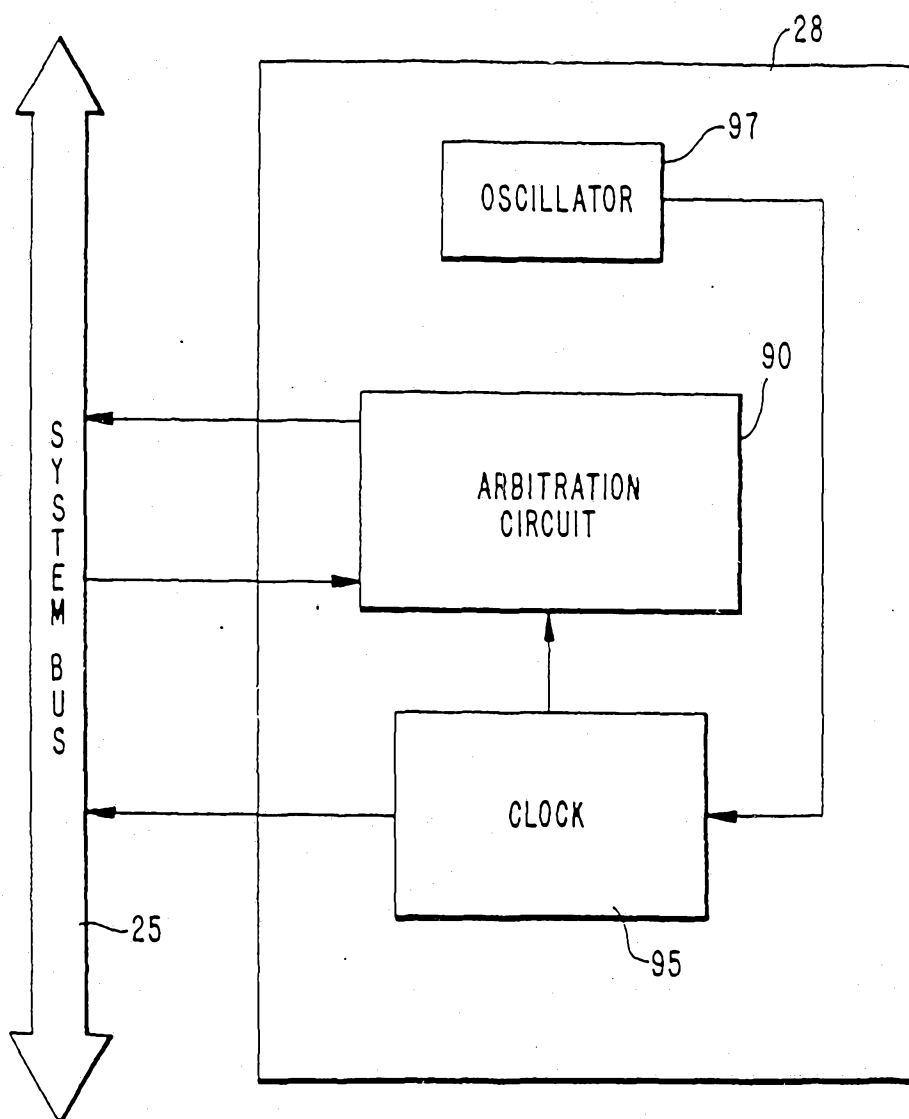 28
97
OSCILLATOR
90
ARBITRATION
CIRCUIT
SYSTEM BUS
CLOCK
25
95